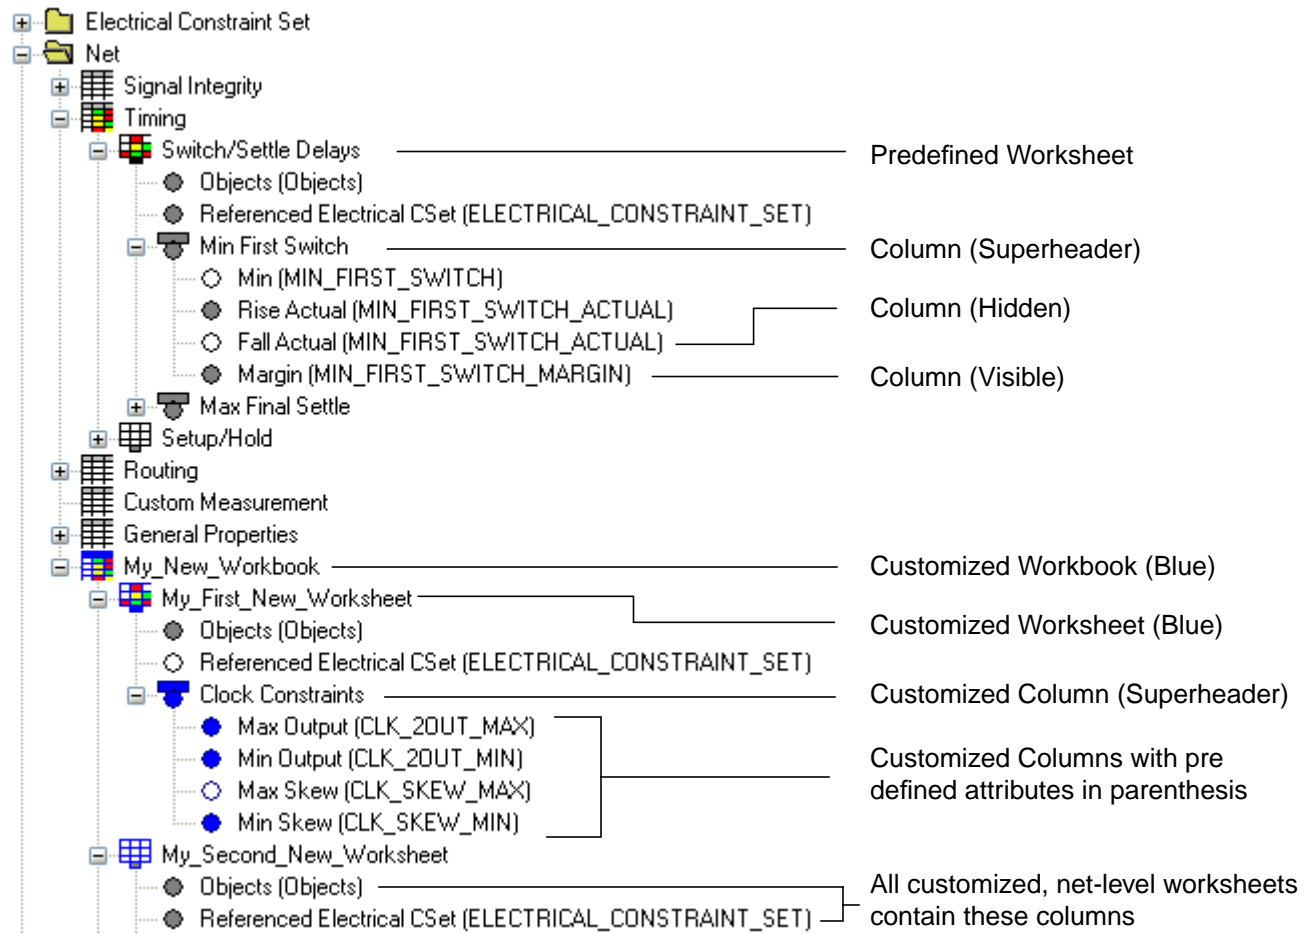 Electrical Constraint Set
Net
Signal Integrity
Timing
Switch/Settle Delays
Predefined Worksheet
Objects (Objects)
Referenced Electrical CSet (ELECTRICAL_CONSTRAINT_SET)
Min First Switch
Column (Superheader)
Min (MIN_FIRST_SWITCH)
Rise Actual (MIN_FIRST_SWITCH_ACTUAL)
Column (Hidden)
Fall Actual (MIN_FIRST_SWITCH_ACTUAL)
Margin (MIN_FIRST_SWITCH_MARGIN)
Column (Visible)
Max Final Settle
Setup/Hold
Routing
Custom Measurement
General Properties
My_New_Workbook
Customized Workbook (Blue)
My_First_New_Worksheet
Customized Worksheet (Blue)
Objects (Objects)
Referenced Electrical CSet (ELECTRICAL_CONSTRAINT_SET)
Clock Constraints
Customized Column (Superheader)
Max Output (CLK_2OUT_MAX)
Min Output (CLK_2OUT_MIN)
Max Skew (CLK_SKEW_MAX)
Min Skew (CLK_SKEW_MIN)
Customized Columns with pre
defined attributes in parenthesis
My_Second_New_Worksheet
Objects (Objects)
Referenced Electrical CSet (ELECTRICAL_CONSTRAINT_SET)
All customized, net-level worksheets
contain these columns